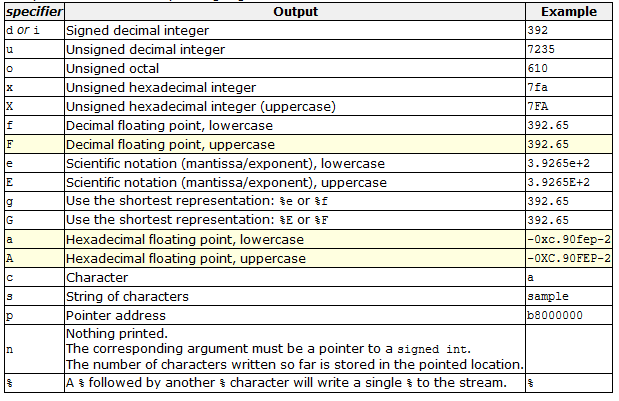 specifier Output Example
d or i Signed decimal integer 392
u Unsigned decimal integer 7235
o Unsigned octal 610
x Unsigned hexadecimal integer 7fa
X Unsigned hexadecimal integer (uppercase) 7FA
f Decimal floating point, lowercase 392.65
F Decimal floating point, uppercase 392.65
e Scientific notation (mantissa/exponent), lowercase 3.9265e+2
E Scientific notation (mantissa/exponent), uppercase 3.9265E+2
g Use the shortest representation: %e or %f 392.65
G Use the shortest representation: %E or %F 392.65
a Hexadecimal floating point, lowercase -0xc.90fep-2
A Hexadecimal floating point, uppercase -0XC.90FEP-2
c Character a
s String of characters sample
p Pointer address b8000000
n Nothing printed.
The corresponding argument must be a pointer to a signed int.
The number of characters written so far is stored in the pointed location.
% A % followed by another % character will write a single % to the stream. %